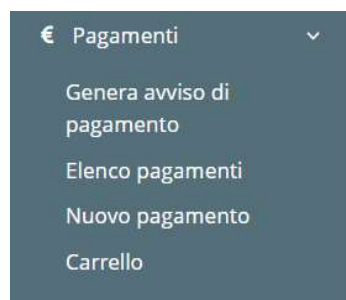 € Pagamenti
Genera avviso di
pagamento
Elenco pagamenti
Nuovo pagamento
Carrello